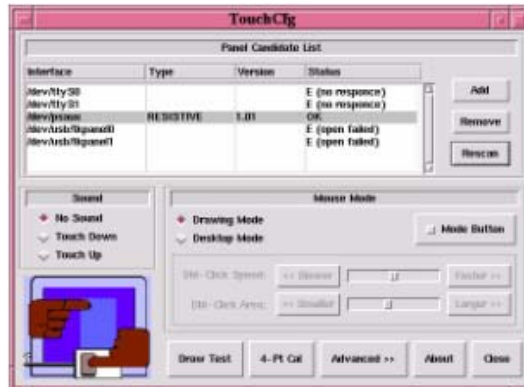 TouchCfg
Panel Candidate List
Interface Type Version Status
/dev/ttyS0 E (no responce)
/dev/ttyS1 E (no responce)
/dev/psaux RESISTIVE 1.01 OK
/dev/usb/tkpanel0 E (open failed)
/dev/usb/tkpanel1 E (open failed)
Add
Remove
Rescan
Sound
No Sound
Touch Down
Touch Up
Mouse Mode
Drawing Mode
Desktop Mode
Mode Button
Dbl-Click Speed: << Slower Faster >>
Dbl-Click Area: << Smaller Larger >>
Draw Test 4-Pt Cal Advanced >> About Close